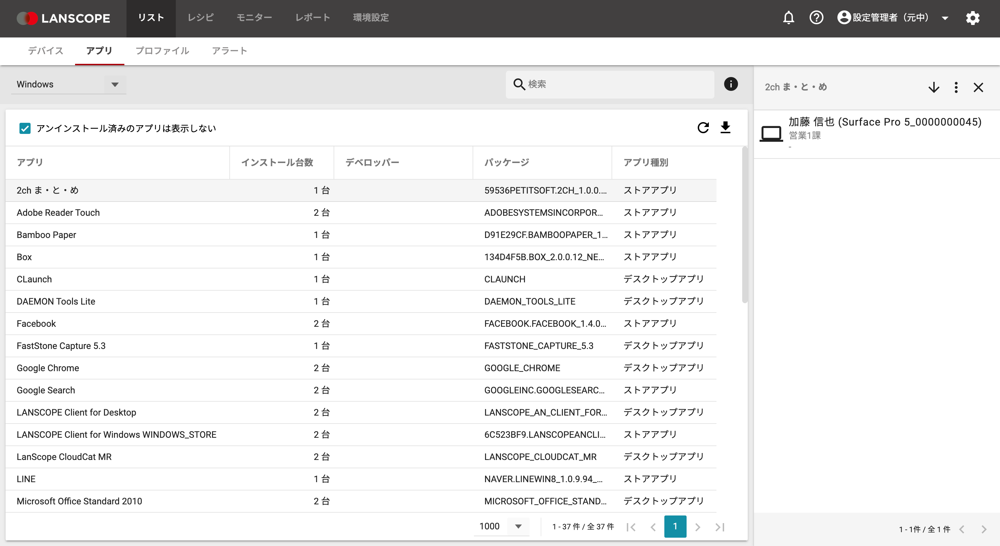 LANSCOPE リスト レシピ モニター レポート 環境設定 設定管理者（元中）
デバイス アプリ プロファイル アラート
Windows 検索
アンインストール済みのアプリは表示しない
アプリ インストール台数 デベロッパー パッケージ アプリ種別
2ch ま・と・め 1 台 59536PETITSOFT.2CH_1.0.0.... ストアアプリ
Adobe Reader Touch 2 台 ADOBESYSTEMSINCORPOR... ストアアプリ
Bamboo Paper 1 台 D91E29CF.BAMBOOPAPER_1... ストアアプリ
Box 1 台 134D4F5B.BOX_2.0.0.12_NE... ストアアプリ
CLaunch 1 台 CLAUNCH デスクトップアプリ
DAEMON Tools Lite 1 台 DAEMON_TOOLS_LITE デスクトップアプリ
Facebook 2 台 FACEBOOK.FACEBOOK_1.4.0... ストアアプリ
FastStone Capture 5.3 1 台 FASTSTONE_CAPTURE_5.3 デスクトップアプリ
Google Chrome 2 台 GOOGLE_CHROME デスクトップアプリ
Google Search 2 台 GOOGLEINC.GOOGLESEARC... ストアアプリ
LANSCOPE Client for Desktop 2 台 LANSCOPE_AN_CLIENT_FOR... デスクトップアプリ
LANSCOPE Client for Windows WINDOWS_STORE 2 台 6C523BF9.LANSCOPEANCLI... ストアアプリ
LanScope CloudCat MR 2 台 LANSCOPE_CLOUDCAT_MR デスクトップアプリ
LINE 1 台 NAVER.LINEWIN8_1.0.9.94_... ストアアプリ
Microsoft Office Standard 2010 2 台 MICROSOFT_OFFICE_STAND... デスクトップアプリ
1000 1 - 37 件 / 全 37 件 1
2ch ま・と・め
加藤 信也 (Surface Pro 5_0000000045)
営業1課
-
1 - 1件 / 全 1 件